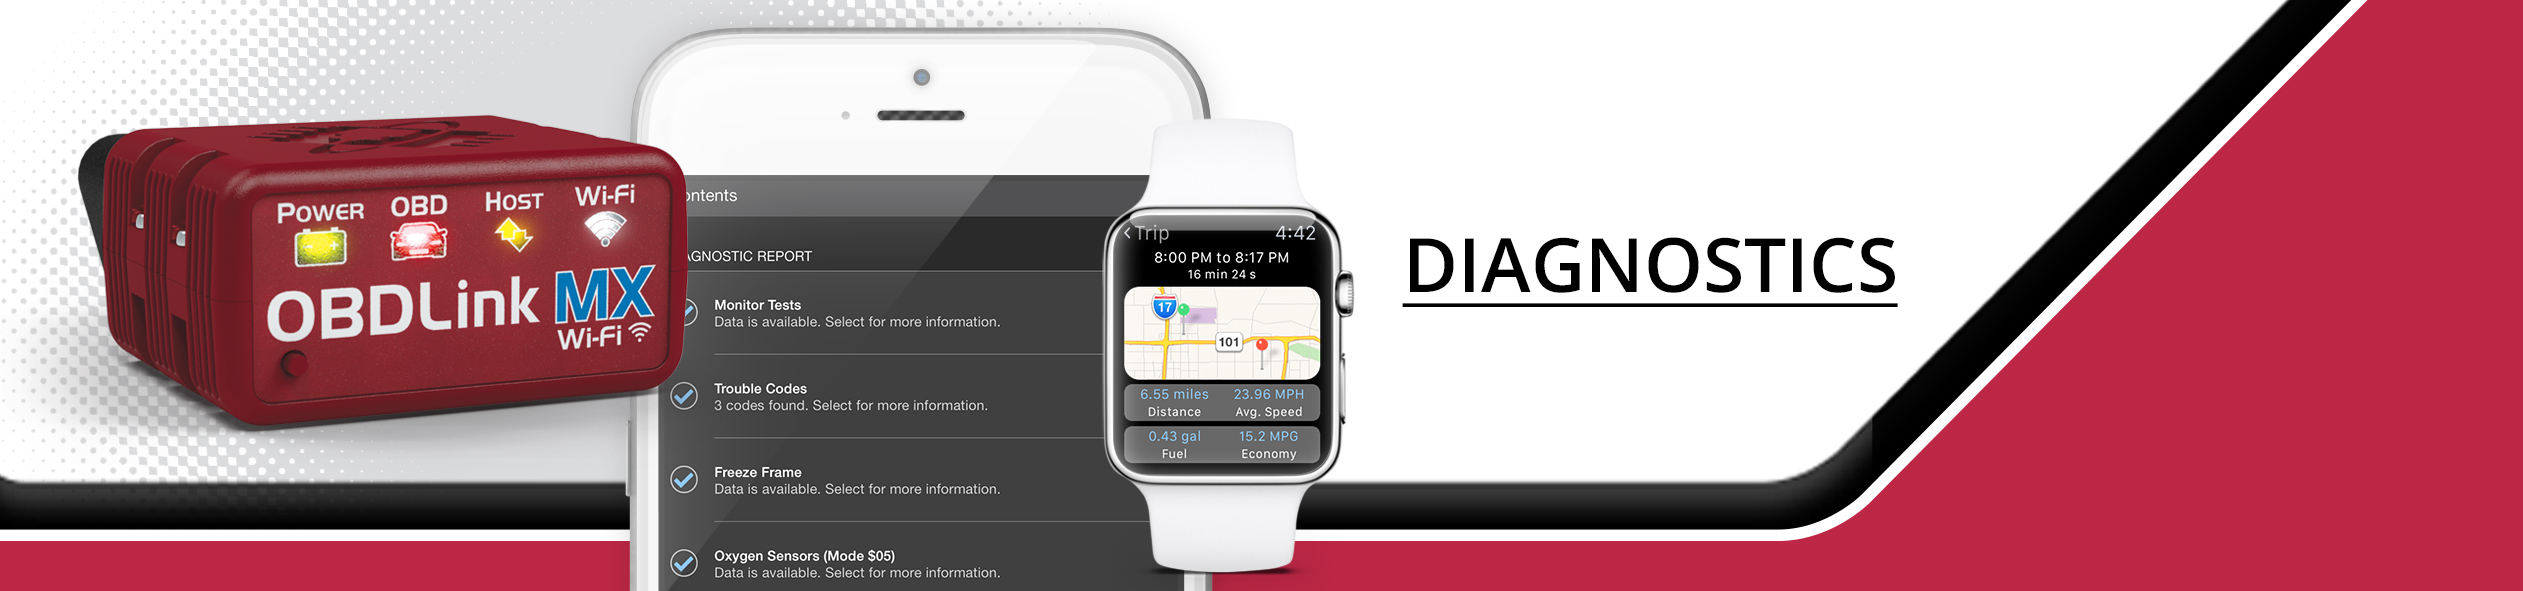 POWER
OBD
HOST
Wi-Fi
OBDLink MX
Wi-Fi
ontents
AGNOSTIC REPORT
Monitor Tests
Data is available. Select for more information.
Trouble Codes
3 codes found. Select for more information.
Freeze Frame
Data is available. Select for more information.
Oxygen Sensors (Mode $05)
Data is available. Select for more information.
<Trip 4:42
8:00 PM to 8:17 PM
16 min 24 s
17
101
6.55 miles 23.96 MPH
Distance Avg. Speed
0.43 gal 15.2 MPG
Fuel Economy
DIAGNOSTICS